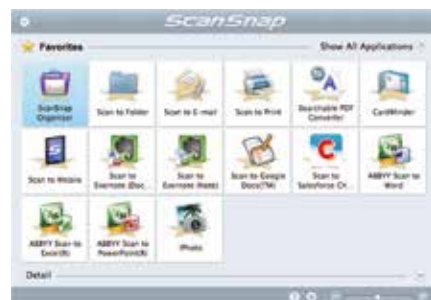 ScanSnap
Favorites
Show All Applications
ScanSnap Organizer
Scan to Folder
Scan to E-mail
Scan to Print
Searchable PDF Converter
CardMinder
Scan to Mobile
Scan to Evernote (Doc...
Scan to Evernote (Note)
Scan to Google Docs(TM)
Scan to Salesforce Ch...
ABBYY Scan to Word
ABBYY Scan to Excel(R)
ABBYY Scan to PowerPoint(R)
iPhoto
Detail